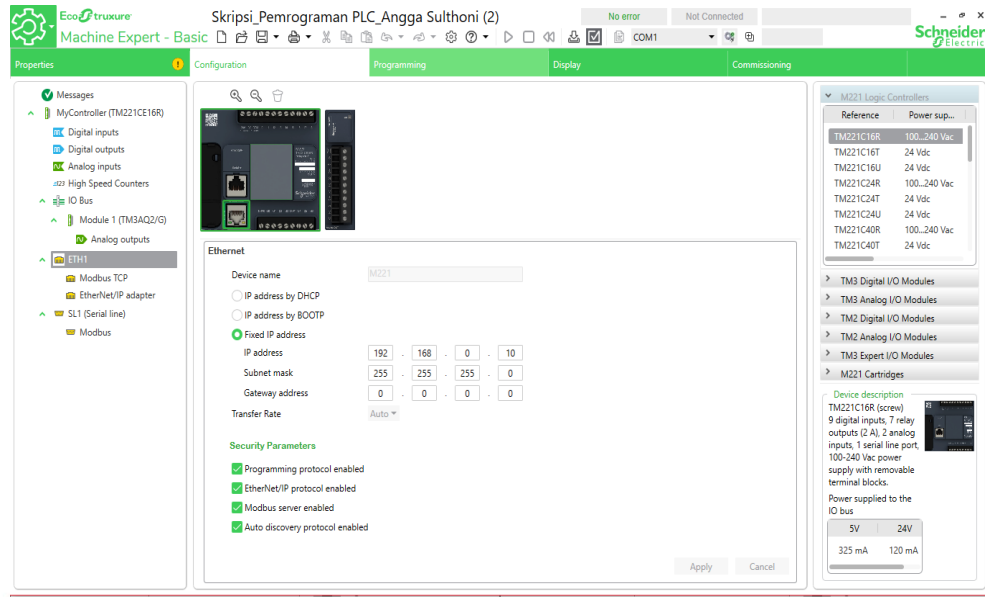 EcoStruxure
Machine Expert - Basic
Skripsi_Pemrograman PLC_Angga Sulthoni (2)
No error
Not Connected
COM1
Schneider
Electric
Properties
Configuration
Programming
Display
Commissioning
Messages
MyController (TM221CE16R)
Digital inputs
Digital outputs
Analog inputs
High Speed Counters
IO Bus
Module 1 (TM3AQ2/G)
Analog outputs
ETH1
Modbus TCP
EtherNet/IP adapter
SL1 (Serial line)
Modbus
Ethernet
Device name M221
IP address by DHCP
IP address by BOOTP
Fixed IP address
IP address 192 . 168 . 0 . 10
Subnet mask 255 . 255 . 255 . 0
Gateway address 0 . 0 . 0 . 0
Transfer Rate Auto
Security Parameters
Programming protocol enabled
EtherNet/IP protocol enabled
Modbus server enabled
Auto discovery protocol enabled
Apply Cancel
M221 Logic Controllers
Reference Power sup...
TM221C16R 100...240 Vac
TM221C16T 24 Vdc
TM221C16U 24 Vdc
TM221C24R 100...240 Vac
TM221C24T 24 Vdc
TM221C24U 24 Vdc
TM221C40R 100...240 Vac
TM221C40T 24 Vdc
TM3 Digital I/O Modules
TM3 Analog I/O Modules
TM2 Digital I/O Modules
TM2 Analog I/O Modules
TM3 Expert I/O Modules
M221 Cartridges
Device description
TM221C16R (screw)
9 digital inputs, 7 relay
outputs (2 A), 2 analog
inputs, 1 serial line port,
100-240 Vac power
supply with removable
terminal blocks.
Power supplied to the
IO bus
5V 24V
325 mA 120 mA